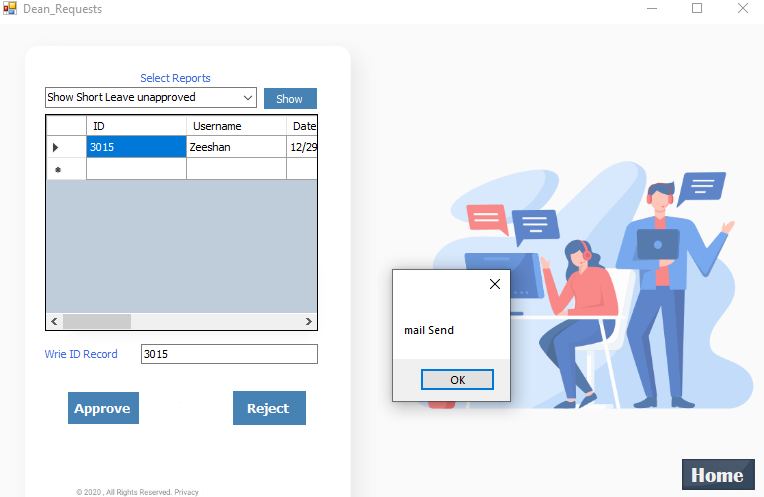 Dean_Requests
Select Reports
Show Short Leave unapproved
Show
ID Username Date
3015 Zeeshan 12/29
mail Send
OK
Wrie ID Record 3015
Approve Reject
Home
© 2020 , All Rights Reserved. Privacy